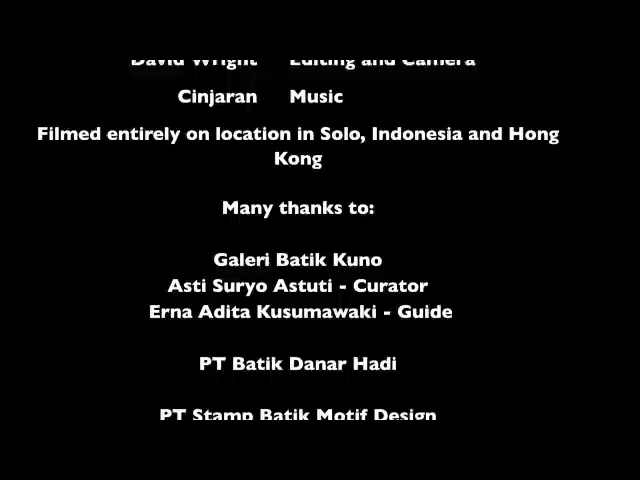 David Wright Editing and Camera
Cinjaran Music
Filmed entirely on location in Solo, Indonesia and Hong
Kong
Many thanks to:
Galeri Batik Kuno
Asti Suryo Astuti - Curator
Erna Adita Kusumawaki - Guide
PT Batik Danar Hadi
PT Stamp Batik Motif Design